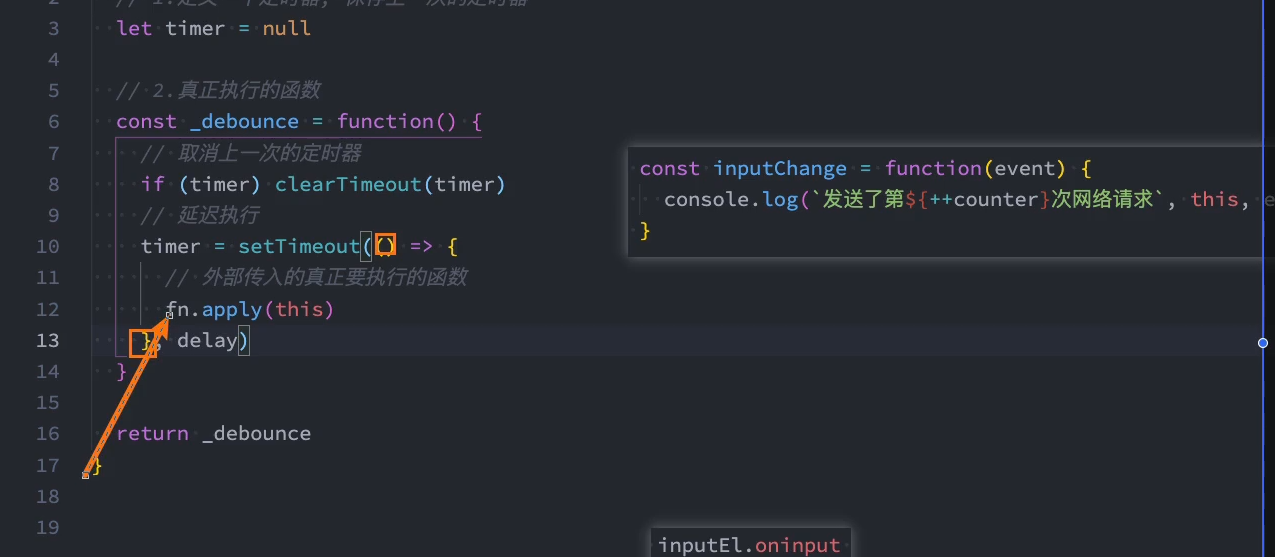 2 // 1.定义一个定时器, 保存上一次的定时器
3 let timer = null
4
5 // 2.真正执行的函数
6 const _debounce = function() {
7 // 取消上一次的定时器
8 if (timer) clearTimeout(timer)
9 // 延迟执行
10 timer = setTimeout(() => {
11 // 外部传入的真正要执行的函数
12 fn.apply(this)
13 }, delay)
14 }
15
16 return _debounce
17 }
18
19
const inputChange = function(event) {
console.log(`发送了第${++counter}次网络请求`, this, e
}
inputEl.oninput